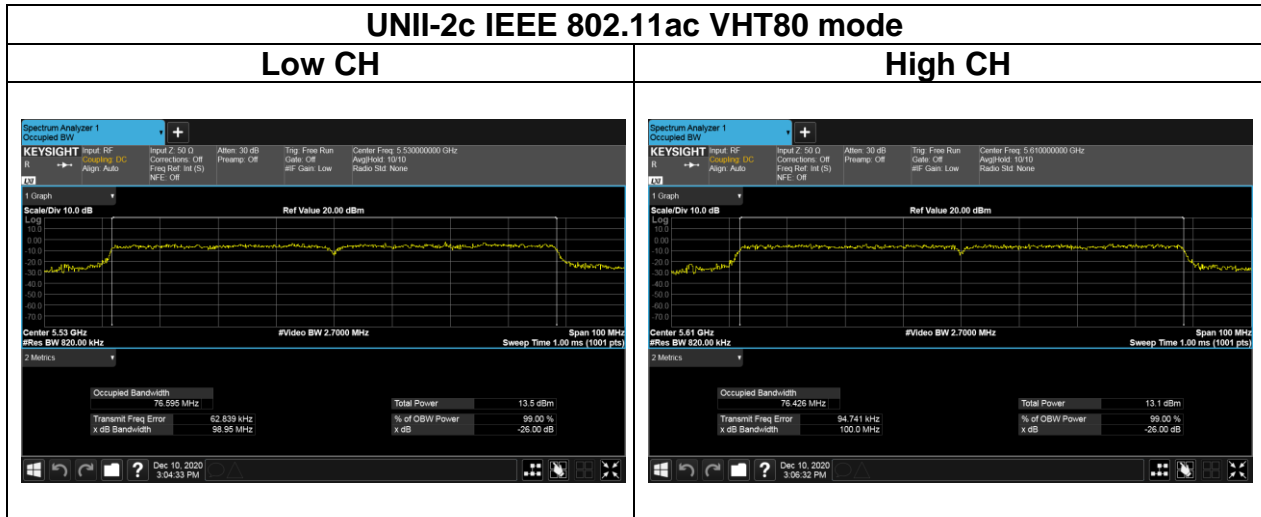 UNII-2c IEEE 802.11ac VHT80 mode
Low CH
High CH
Spectrum Analyzer 1
Occupied BW
+
KEYSIGHT
R
LXI
Input: RF
Coupling: DC
Align: Auto
Input Z: 50 Ω
Corrections: Off
Freq Ref: Int (S)
NFE: Off
Atten: 30 dB
Preamp: Off
Trig: Free Run
Gate: Off
#IF Gain: Low
Center Freq: 5.530000000 GHz
Avg|Hold: 10/10
Radio Std: None
1 Graph
Scale/Div 10.0 dB
Ref Value 20.00 dBm
Log
10.0
0.00
-10.0
-20.0
-30.0
-40.0
-50.0
-60.0
-70.0
Center 5.53 GHz
#Video BW 2.7000 MHz
Span 100 MHz
#Res BW 820.00 kHz
Sweep Time 1.00 ms (1001 pts)
2 Metrics
Occupied Bandwidth
76.595 MHz
Total Power 13.5 dBm
Transmit Freq Error 62.839 kHz
% of OBW Power 99.00 %
x dB Bandwidth 98.95 MHz
x dB -26.00 dB
?
Dec 10, 2020
3:04:33 PM
Spectrum Analyzer 1
Occupied BW
+
KEYSIGHT
R
LXI
Input: RF
Coupling: DC
Align: Auto
Input Z: 50 Ω
Corrections: Off
Freq Ref: Int (S)
NFE: Off
Atten: 30 dB
Preamp: Off
Trig: Free Run
Gate: Off
#IF Gain: Low
Center Freq: 5.610000000 GHz
Avg|Hold: 10/10
Radio Std: None
1 Graph
Scale/Div 10.0 dB
Ref Value 20.00 dBm
Log
10.0
0.00
-10.0
-20.0
-30.0
-40.0
-50.0
-60.0
-70.0
Center 5.61 GHz
#Video BW 2.7000 MHz
Span 100 MHz
#Res BW 820.00 kHz
Sweep Time 1.00 ms (1001 pts)
2 Metrics
Occupied Bandwidth
76.426 MHz
Total Power 13.1 dBm
Transmit Freq Error 94.741 kHz
% of OBW Power 99.00 %
x dB Bandwidth 100.0 MHz
x dB -26.00 dB
?
Dec 10, 2020
3:06:32 PM